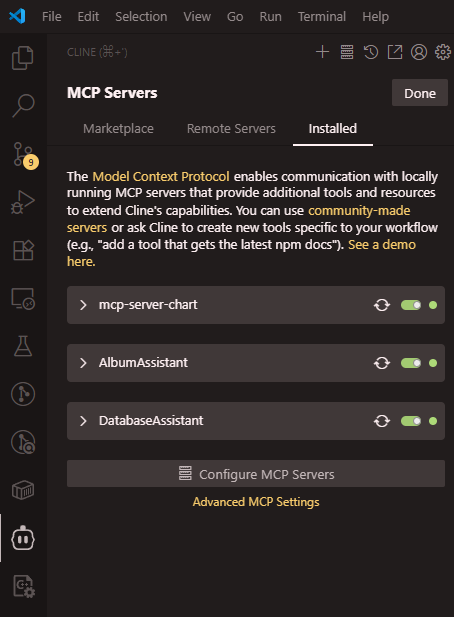 File Edit Selection View Go Run Terminal Help
CLINE (⌘+')
MCP Servers
Done
Marketplace Remote Servers Installed
The Model Context Protocol enables communication with locally
running MCP servers that provide additional tools and resources
to extend Cline's capabilities. You can use community-made
servers or ask Cline to create new tools specific to your workflow
(e.g., "add a tool that gets the latest npm docs"). See a demo
here.
9
mcp-server-chart
AlbumAssistant
DatabaseAssistant
Configure MCP Servers
Advanced MCP Settings